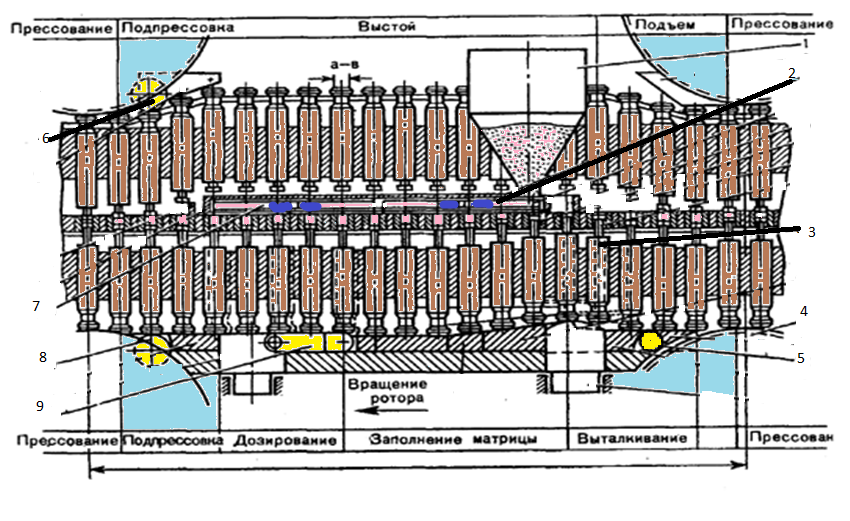 Прессование Подпрессовка Выстой Подъем Прессование
а–в
1
2
6
3
7
4
8
5
9
Вращение
ротора
Прессование Подпрессовка Дозирование Заполнение матрицы Выталкивание Прессован